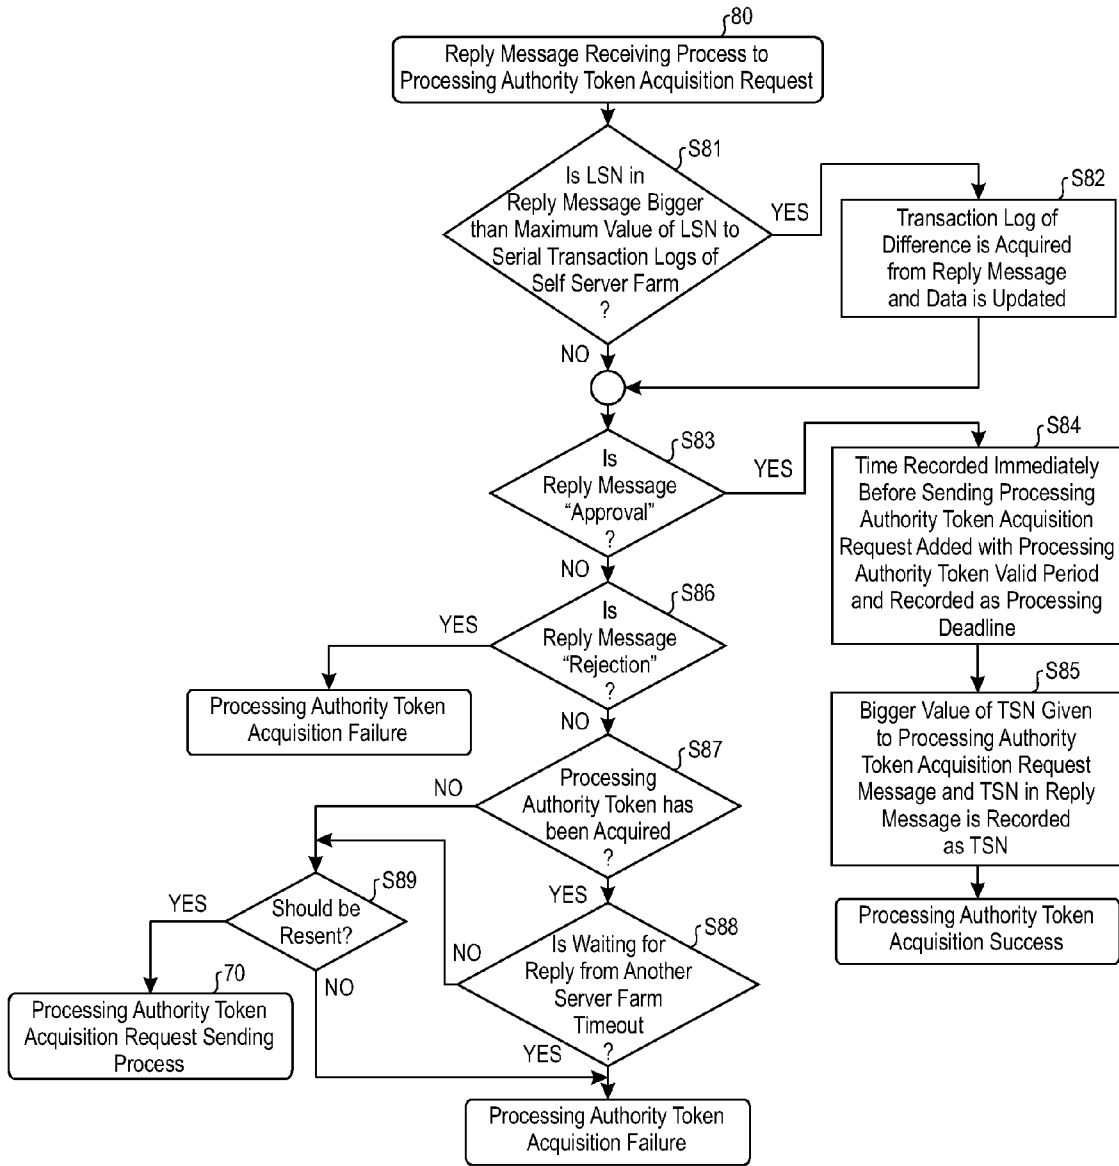 80
Reply Message Receiving Process to
Processing Authority Token Acquisition Request
S81
Is LSN in
Reply Message Bigger
than Maximum Value of LSN to
Serial Transaction Logs of
Self Server Farm
?
YES
NO
S82
Transaction Log of
Difference is Acquired
from Reply Message
and Data is Updated
S83
Is
Reply Message
“Approval”
?
YES
NO
S84
Time Recorded Immediately
Before Sending Processing
Authority Token Acquisition
Request Added with Processing
Authority Token Valid Period
and Recorded as Processing
Deadline
S86
Is
Reply Message
“Rejection”
?
YES
NO
Processing Authority Token
Acquisition Failure
S85
Bigger Value of TSN Given
to Processing Authority
Token Acquisition Request
Message and TSN in Reply
Message is Recorded
as TSN
Processing Authority Token
Acquisition Success
S87
Processing
Authority Token has
been Acquired
?
NO
YES
S89
Should be
Resent?
YES
NO
S88
Is Waiting for
Reply from Another
Server Farm
Timeout
?
NO
YES
70
Processing Authority Token
Acquisition Request Sending
Process
Processing Authority Token
Acquisition Failure